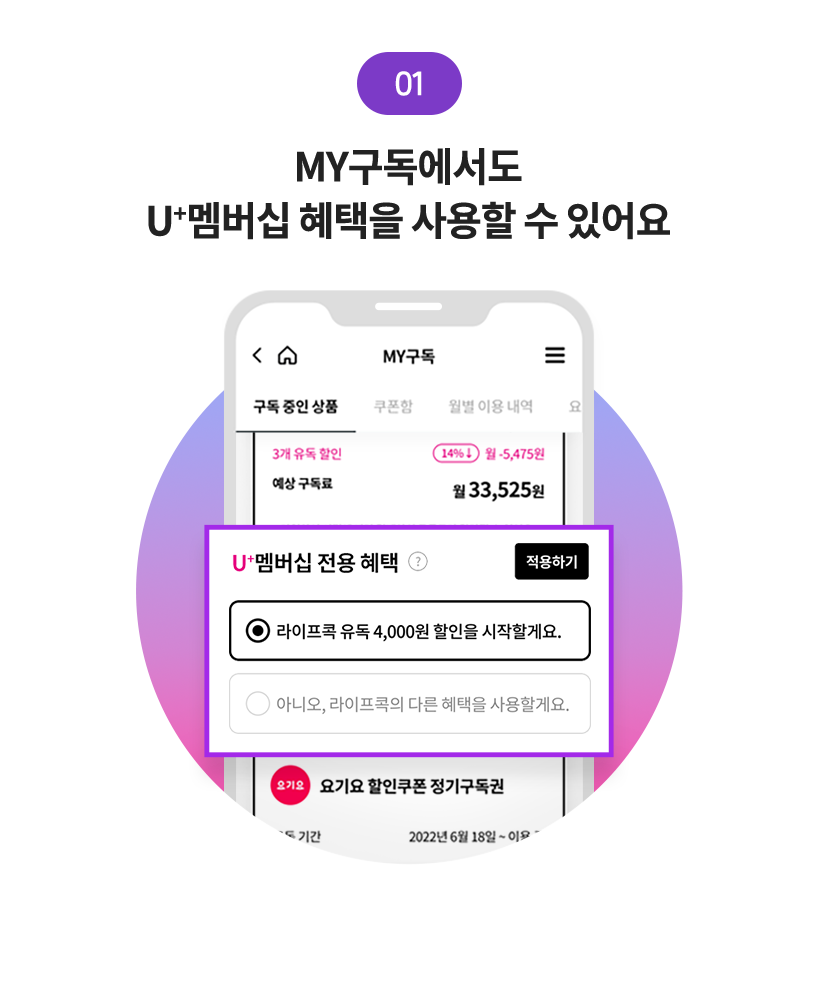 01
MY구독에서도
U+멤버십 혜택을 사용할 수 있어요
MY구독
구독 중인 상품 쿠폰함 월별 이용 내역 요
3개 유독 할인 14%↓ 월 -5,475원
예상 구독료 월 33,525원
U+멤버십 전용 혜택 ? 적용하기
라이프콕 유독 4,000원 할인을 시작할게요.
아니오, 라이프콕의 다른 혜택을 사용할게요.
요기요 요기요 할인쿠폰 정기구독권
기간 2022년 6월 18일 ~ 이용